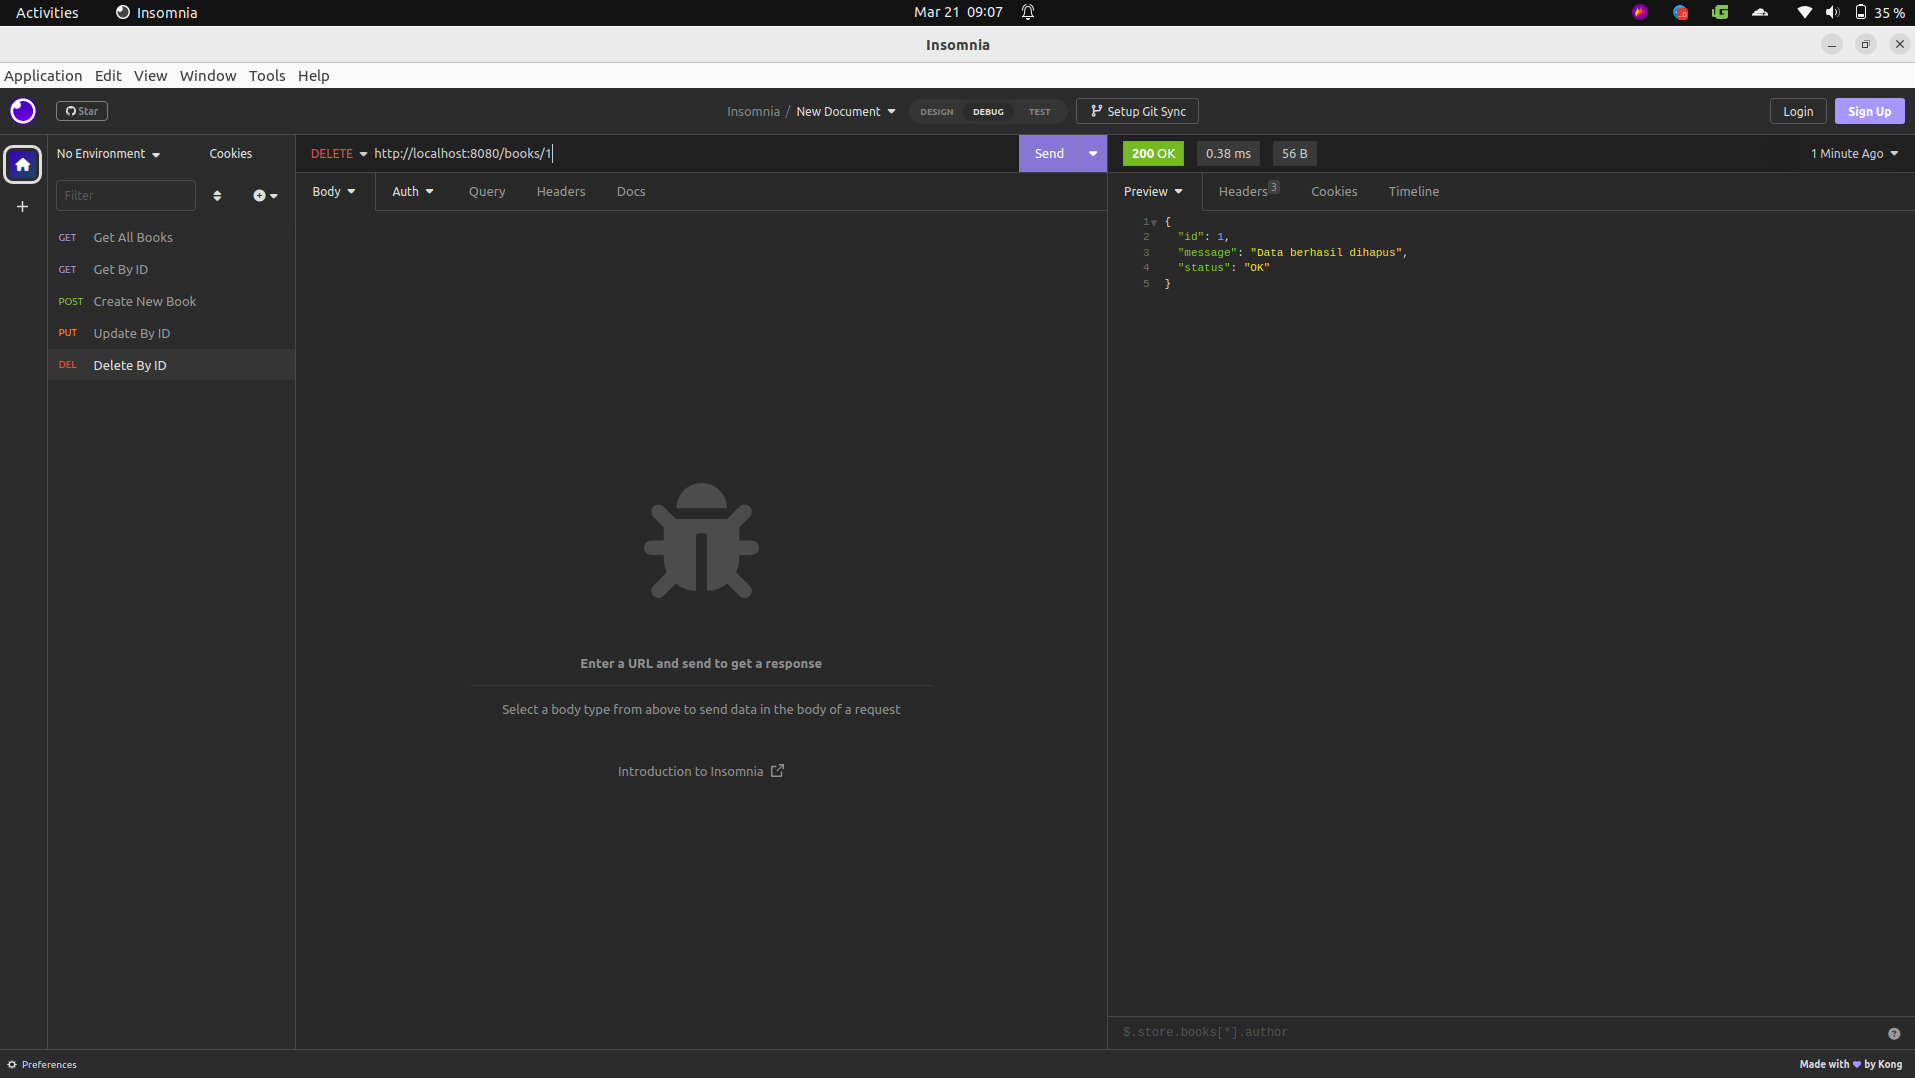 Activities Insomnia Mar 21 09:07 35 %
Insomnia
Application Edit View Window Tools Help
Star Insomnia / New Document DESIGN DEBUG TEST Setup Git Sync Login Sign Up
No Environment Cookies
Filter
GET Get All Books
GET Get By ID
POST Create New Book
PUT Update By ID
DEL Delete By ID
DELETE http://localhost:8080/books/1 Send
Body Auth Query Headers Docs
Enter a URL and send to get a response
Select a body type from above to send data in the body of a request
Introduction to Insomnia
200 OK 0.38 ms 56 B 1 Minute Ago
Preview Headers 3 Cookies Timeline
1 {
2 "id": 1,
3 "message": "Data berhasil dihapus",
4 "status": "OK"
5 }
$.store.books[*].author
Preferences Made with by Kong